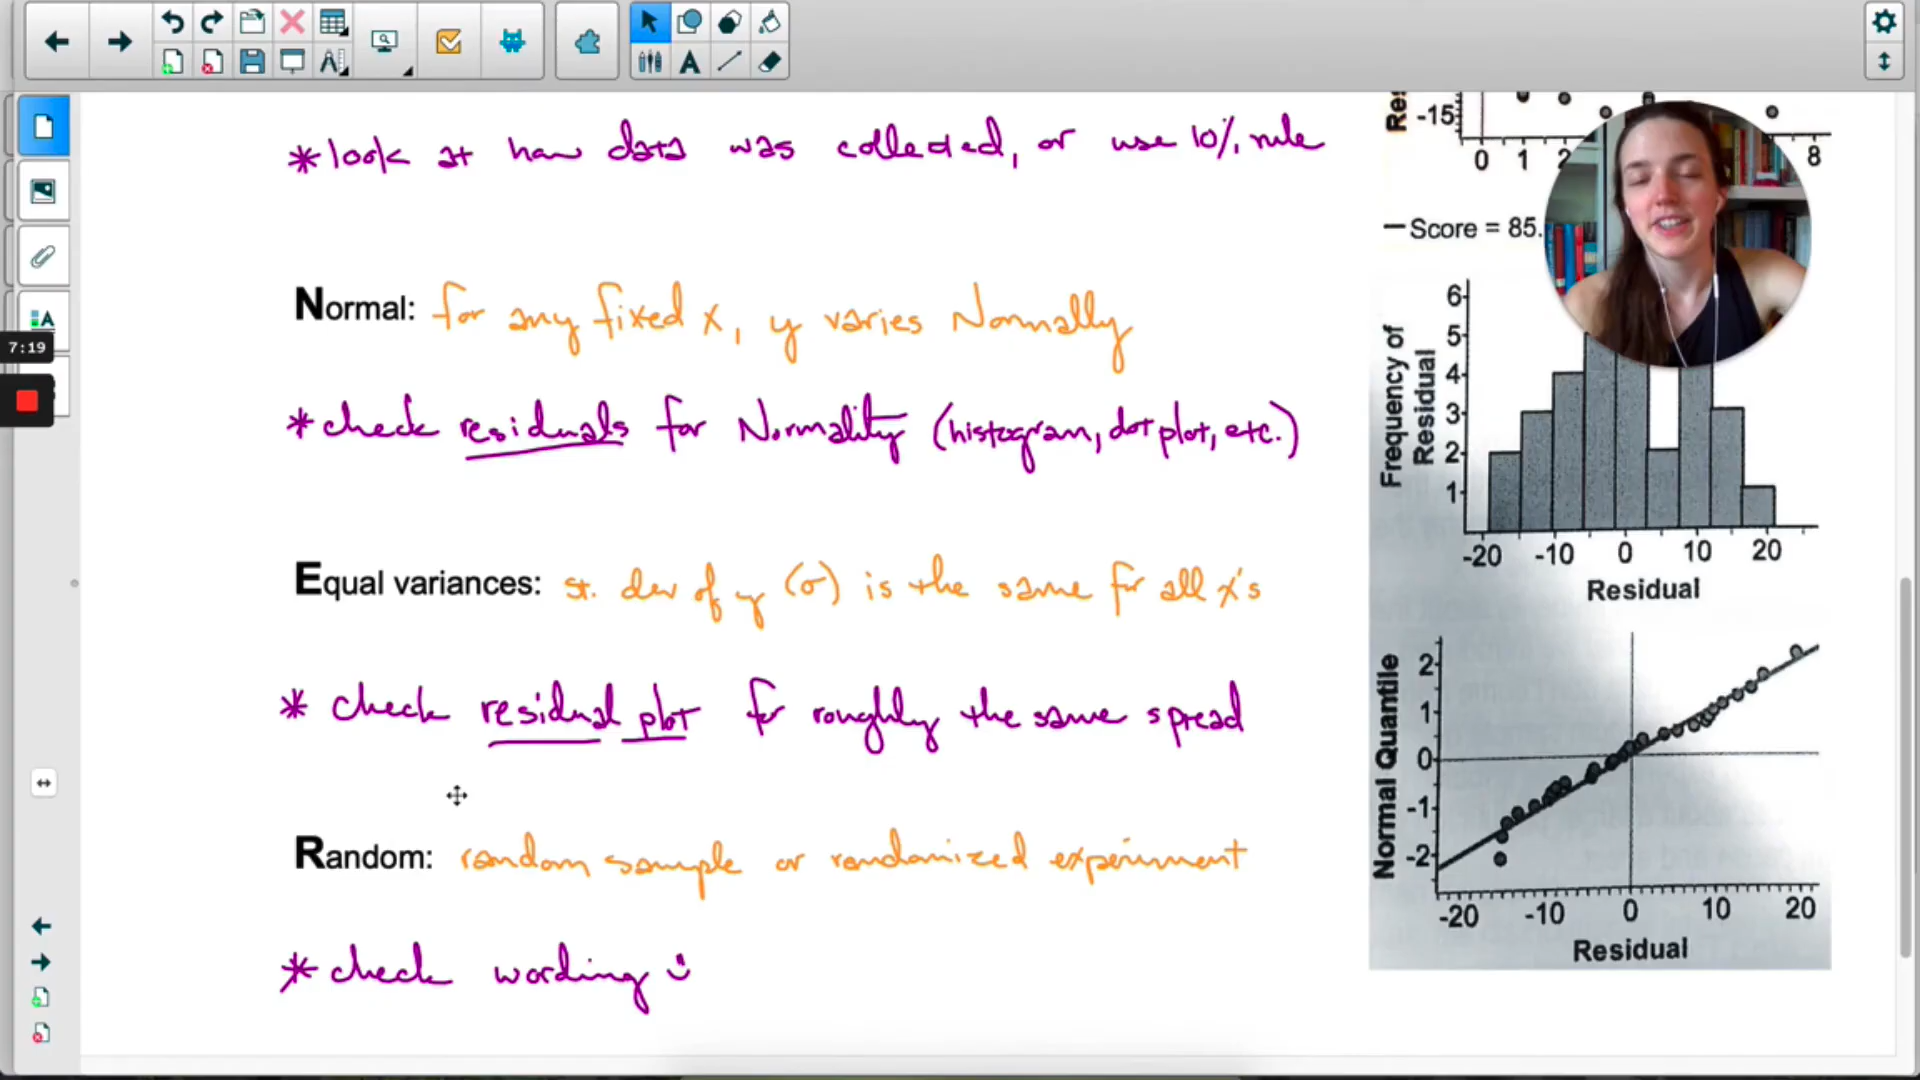 *look at how data was collected, or use 10% rule
Res
-15
0 1 2 8
Score = 85.
Normal: for any fixed x, y varies Normally
7:19
*check residuals for Normality (histogram, dot plot, etc.)
6
5
4
3
2
1
Frequency of
Residual
-20 -10 0 10 20
Residual
Equal variances: st. dev of y (σ) is the same for all x's
* check residual plot for roughly the same spread
2
1
0
-1
-2
Normal Quantile
Random: random sample or randomized experiment
-20 -10 0 10 20
Residual
*check wording